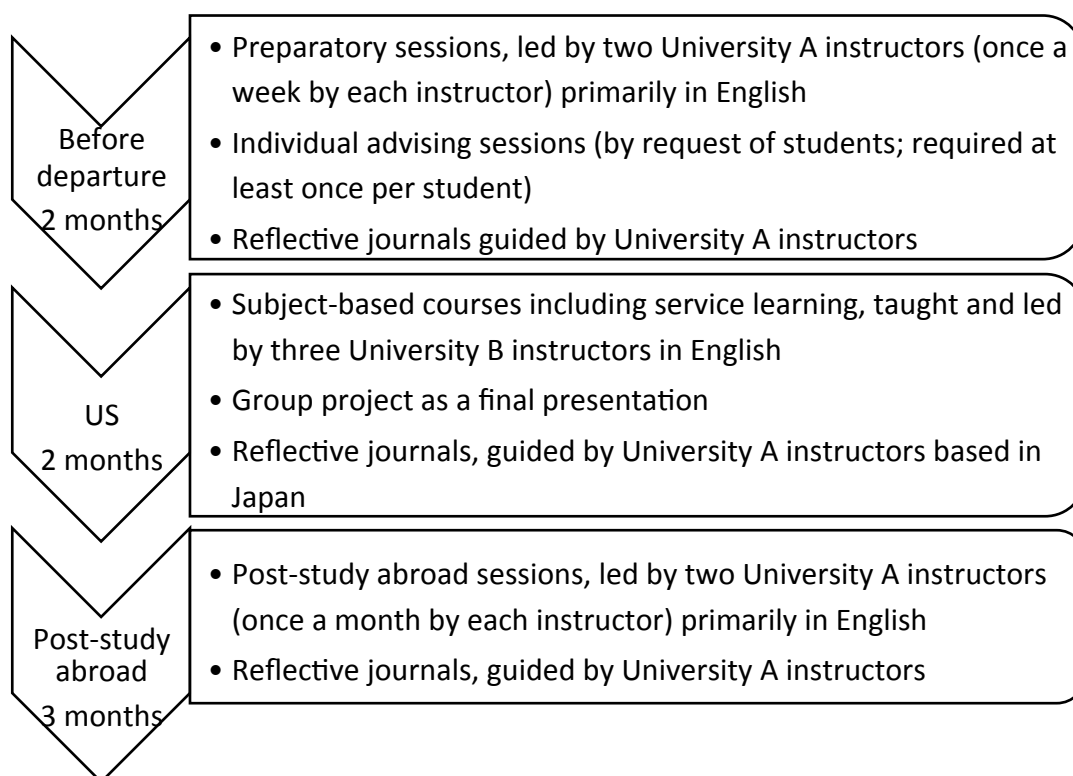 Before
departure
2 months
• Preparatory sessions, led by two University A instructors (once a
week by each instructor) primarily in English
• Individual advising sessions (by request of students; required at
least once per student)
• Reflective journals guided by University A instructors
US
2 months
• Subject-based courses including service learning, taught and led
by three University B instructors in English
• Group project as a final presentation
• Reflective journals, guided by University A instructors based in
Japan
Post-study
abroad
3 months
• Post-study abroad sessions, led by two University A instructors
(once a month by each instructor) primarily in English
• Reflective journals, guided by University A instructors